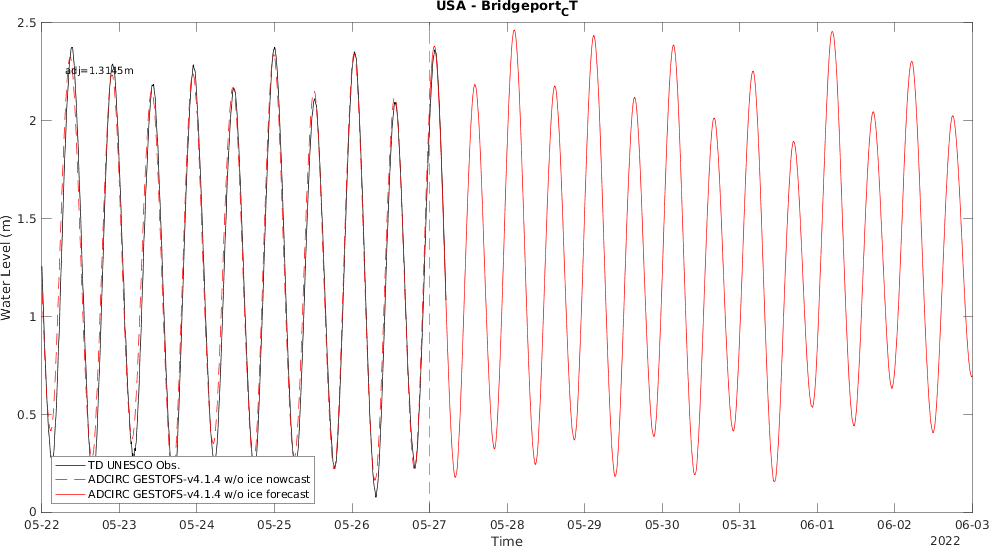 USA - Bridgeport_CT
2.5
adj=1.3145m
2
1.5
Water Level (m)
1
0.5
TD UNESCO Obs.
ADCIRC GESTOFS-v4.1.4 w/o ice nowcast
ADCIRC GESTOFS-v4.1.4 w/o ice forecast
0
05-22 05-23 05-24 05-25 05-26 05-27 05-28 05-29 05-30 05-31 06-01 06-02 06-03
Time
2022